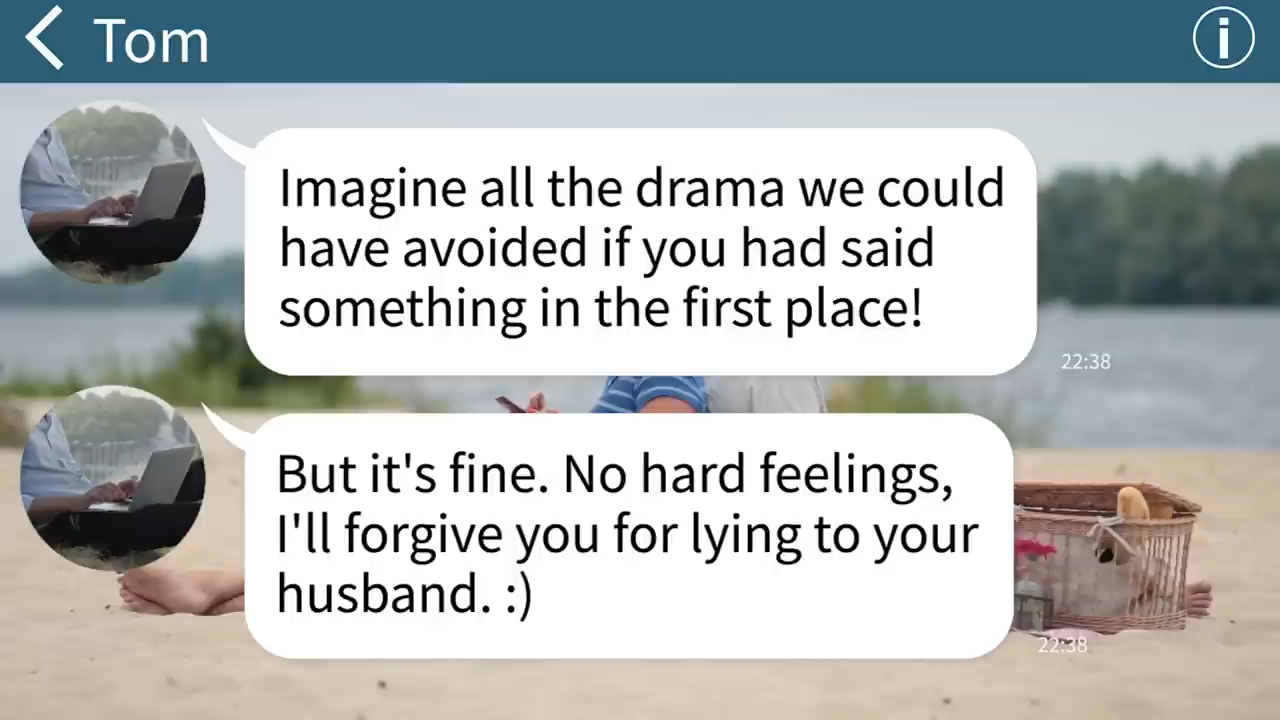 Tom
Imagine all the drama we could
have avoided if you had said
something in the first place!
22:38
But it's fine. No hard feelings,
I'll forgive you for lying to your
husband. :)
22:38